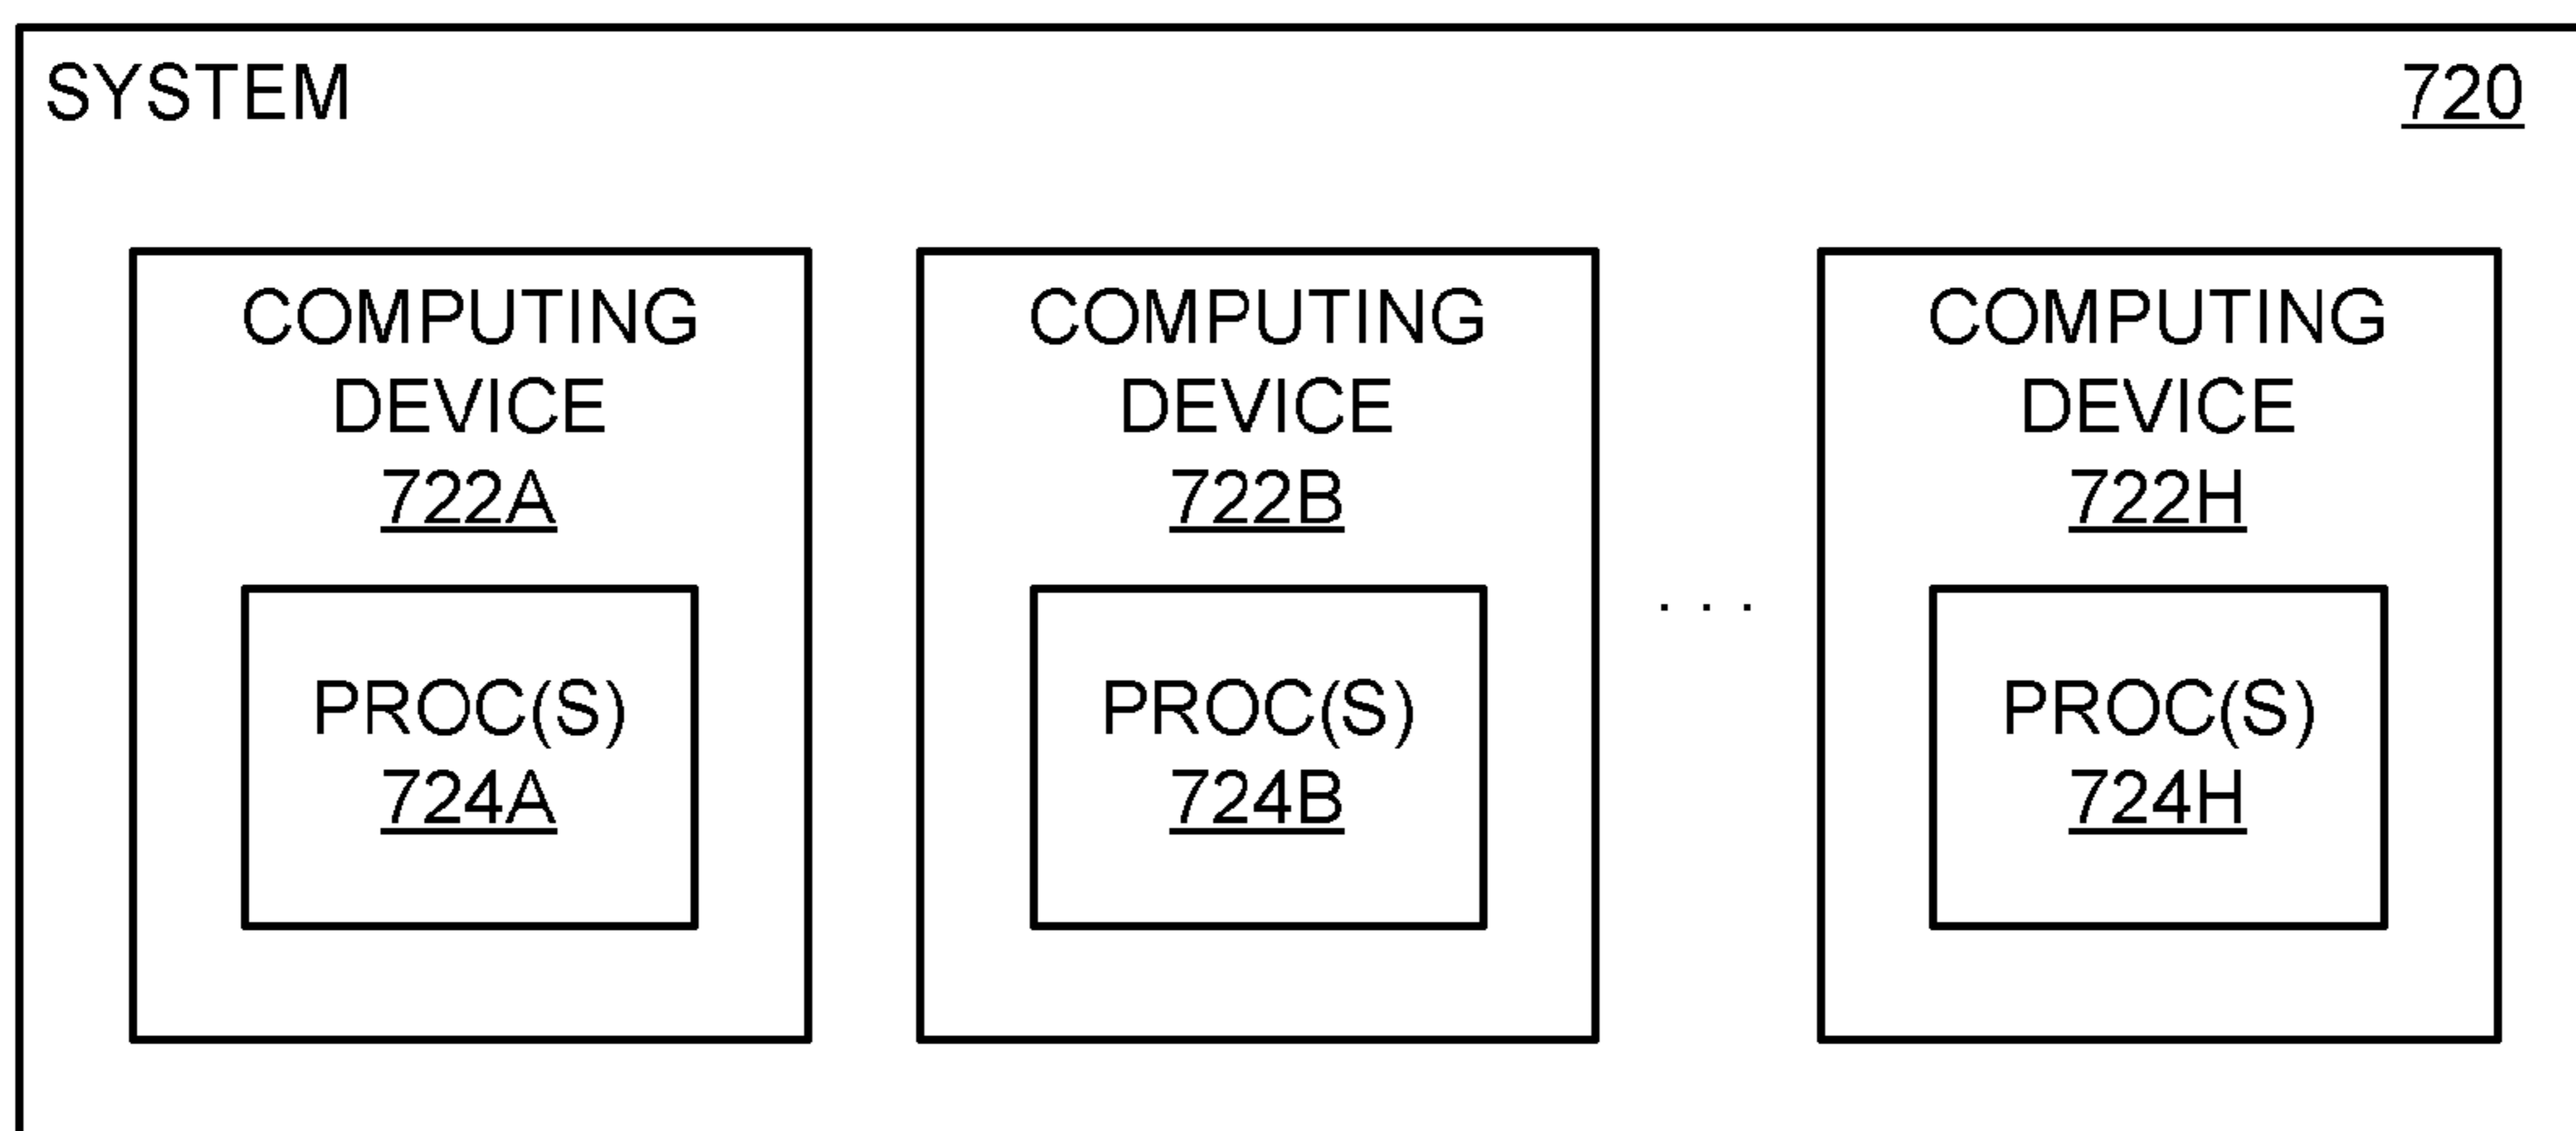 SYSTEM 720
COMPUTING
DEVICE
722A
PROC(S)
724A
COMPUTING
DEVICE
722B
PROC(S)
724B
. . .
COMPUTING
DEVICE
722H
PROC(S)
724H